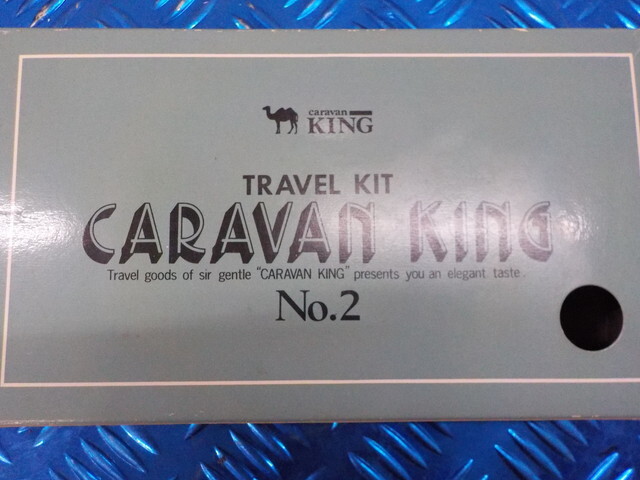 caravan
KING
TRAVEL KIT
CARAVAN KING
Travel goods of sir gentle "CARAVAN KING" presents you an elegant taste.
No.2